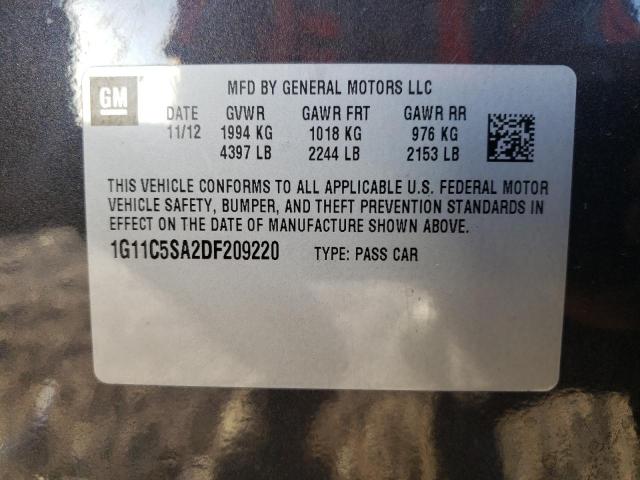 GM
MFD BY GENERAL MOTORS LLC
DATE GVWR GAWR FRT GAWR RR
11/12 1994 KG 1018 KG 976 KG
4397 LB 2244 LB 2153 LB
THIS VEHICLE CONFORMS TO ALL APPLICABLE U.S. FEDERAL MOTOR
VEHICLE SAFETY, BUMPER, AND THEFT PREVENTION STANDARDS IN
EFFECT ON THE DATE OF MANUFACTURE SHOWN ABOVE.
1G11C5SA2DF209220 TYPE: PASS CAR